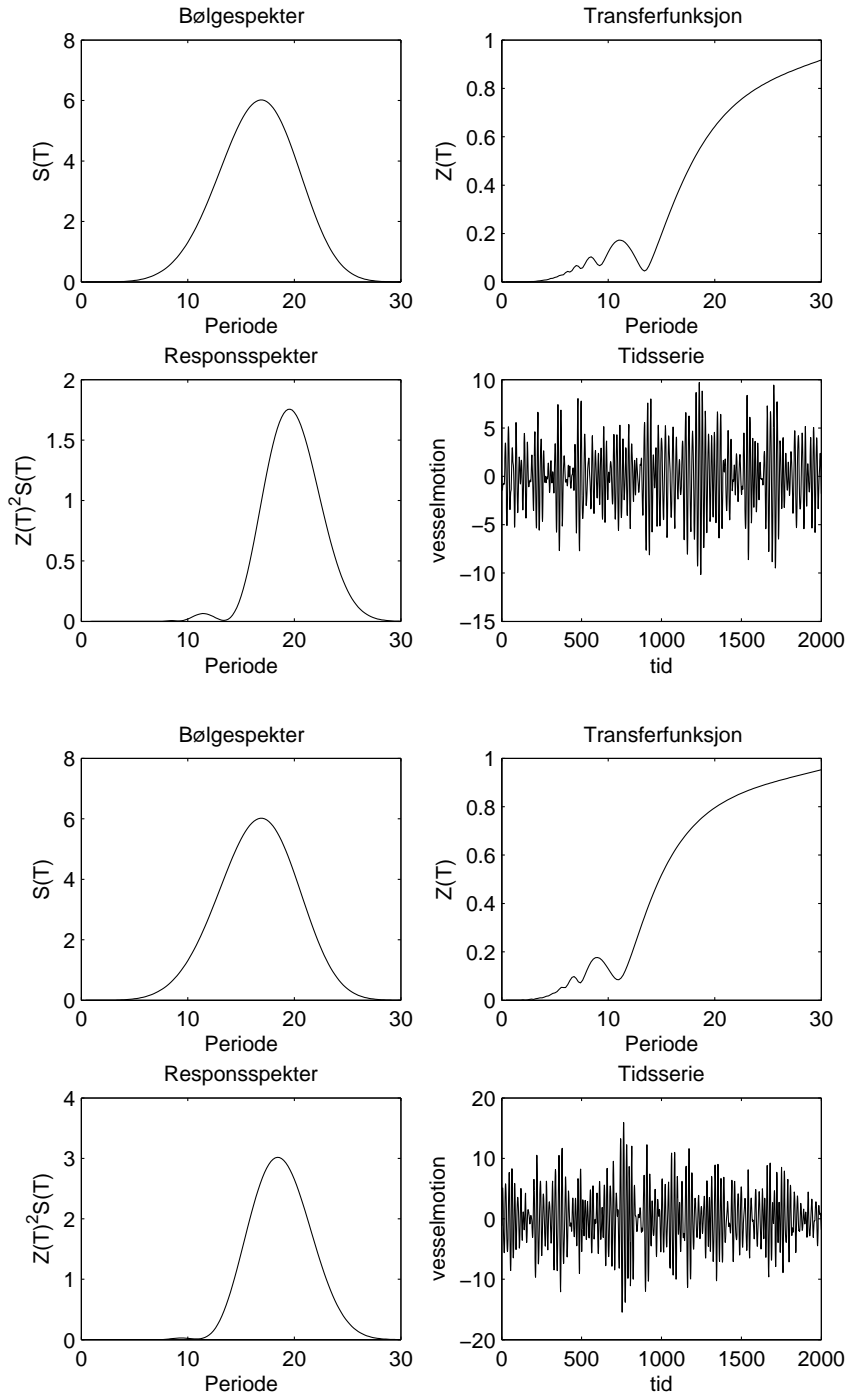 Bølgespekter
8
6
4
2
0
S(T)
0 10 20 30
Periode
Transferfunksjon
1
0.8
0.6
0.4
0.2
0
Z(T)
0 10 20 30
Periode
Responsspekter
2
1.5
1
0.5
0
Z(T)²S(T)
0 10 20 30
Periode
Tidsserie
10
5
0
−5
−10
−15
vesselmotion
0 500 1000 1500 2000
tid
Bølgespekter
8
6
4
2
0
S(T)
0 10 20 30
Periode
Transferfunksjon
1
0.8
0.6
0.4
0.2
0
Z(T)
0 10 20 30
Periode
Responsspekter
4
3
2
1
0
Z(T)²S(T)
0 10 20 30
Periode
Tidsserie
20
10
0
−10
−20
vesselmotion
0 500 1000 1500 2000
tid